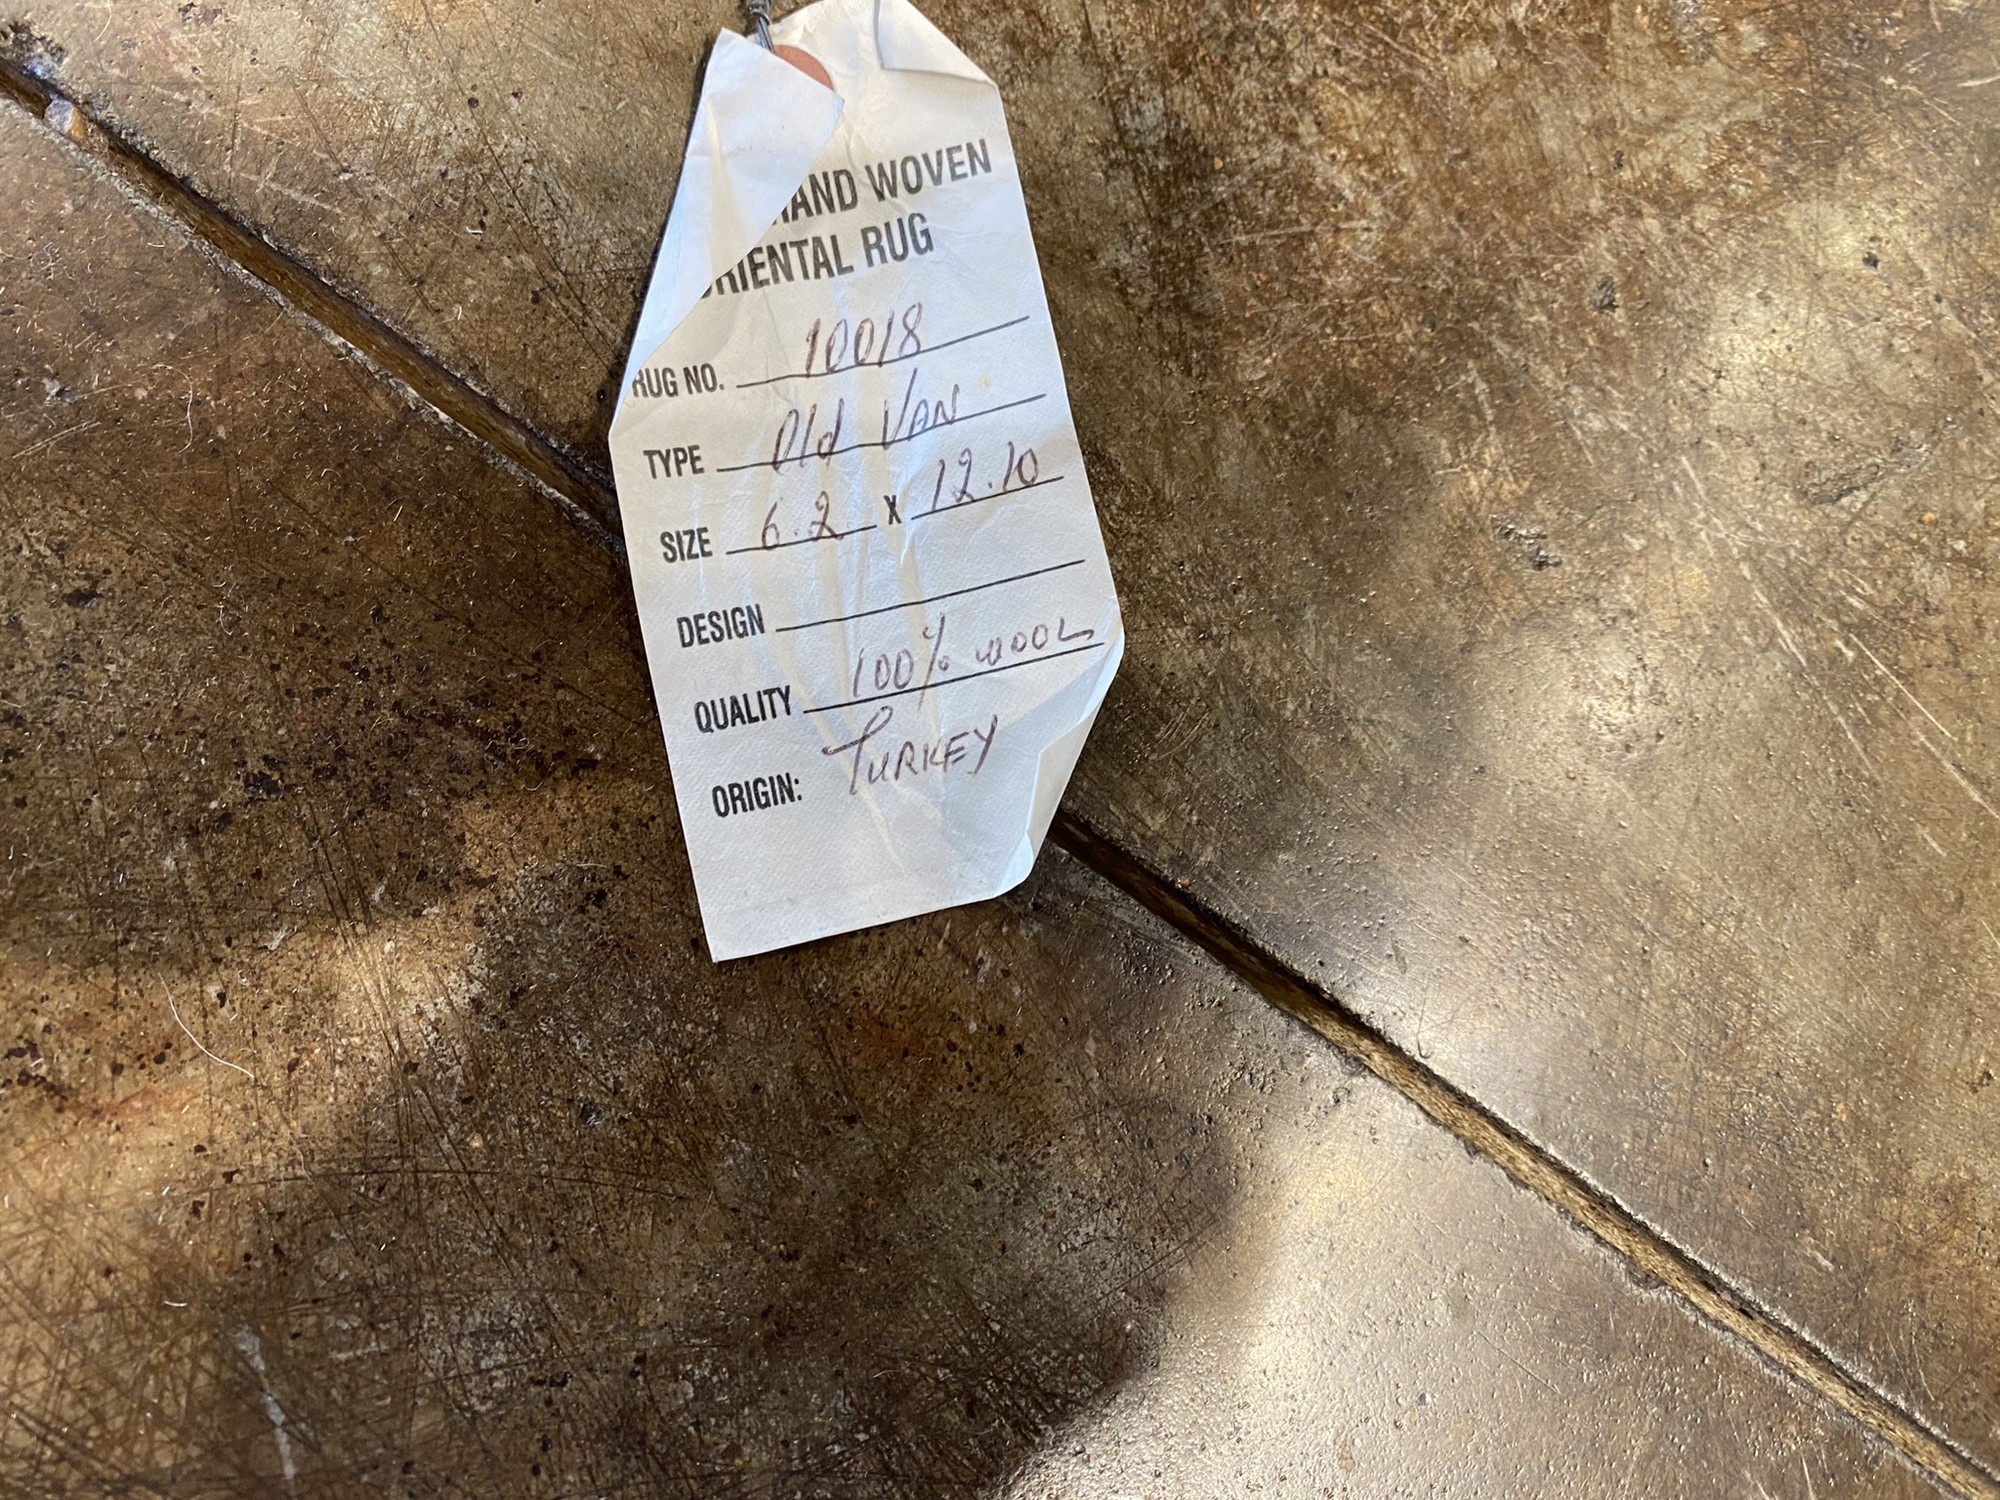 HAND WOVEN
ORIENTAL RUG
RUG NO. 10018
TYPE Old VAN
SIZE 6.2 X 12.10
DESIGN
QUALITY 100% WOOL
ORIGIN: TURKEY